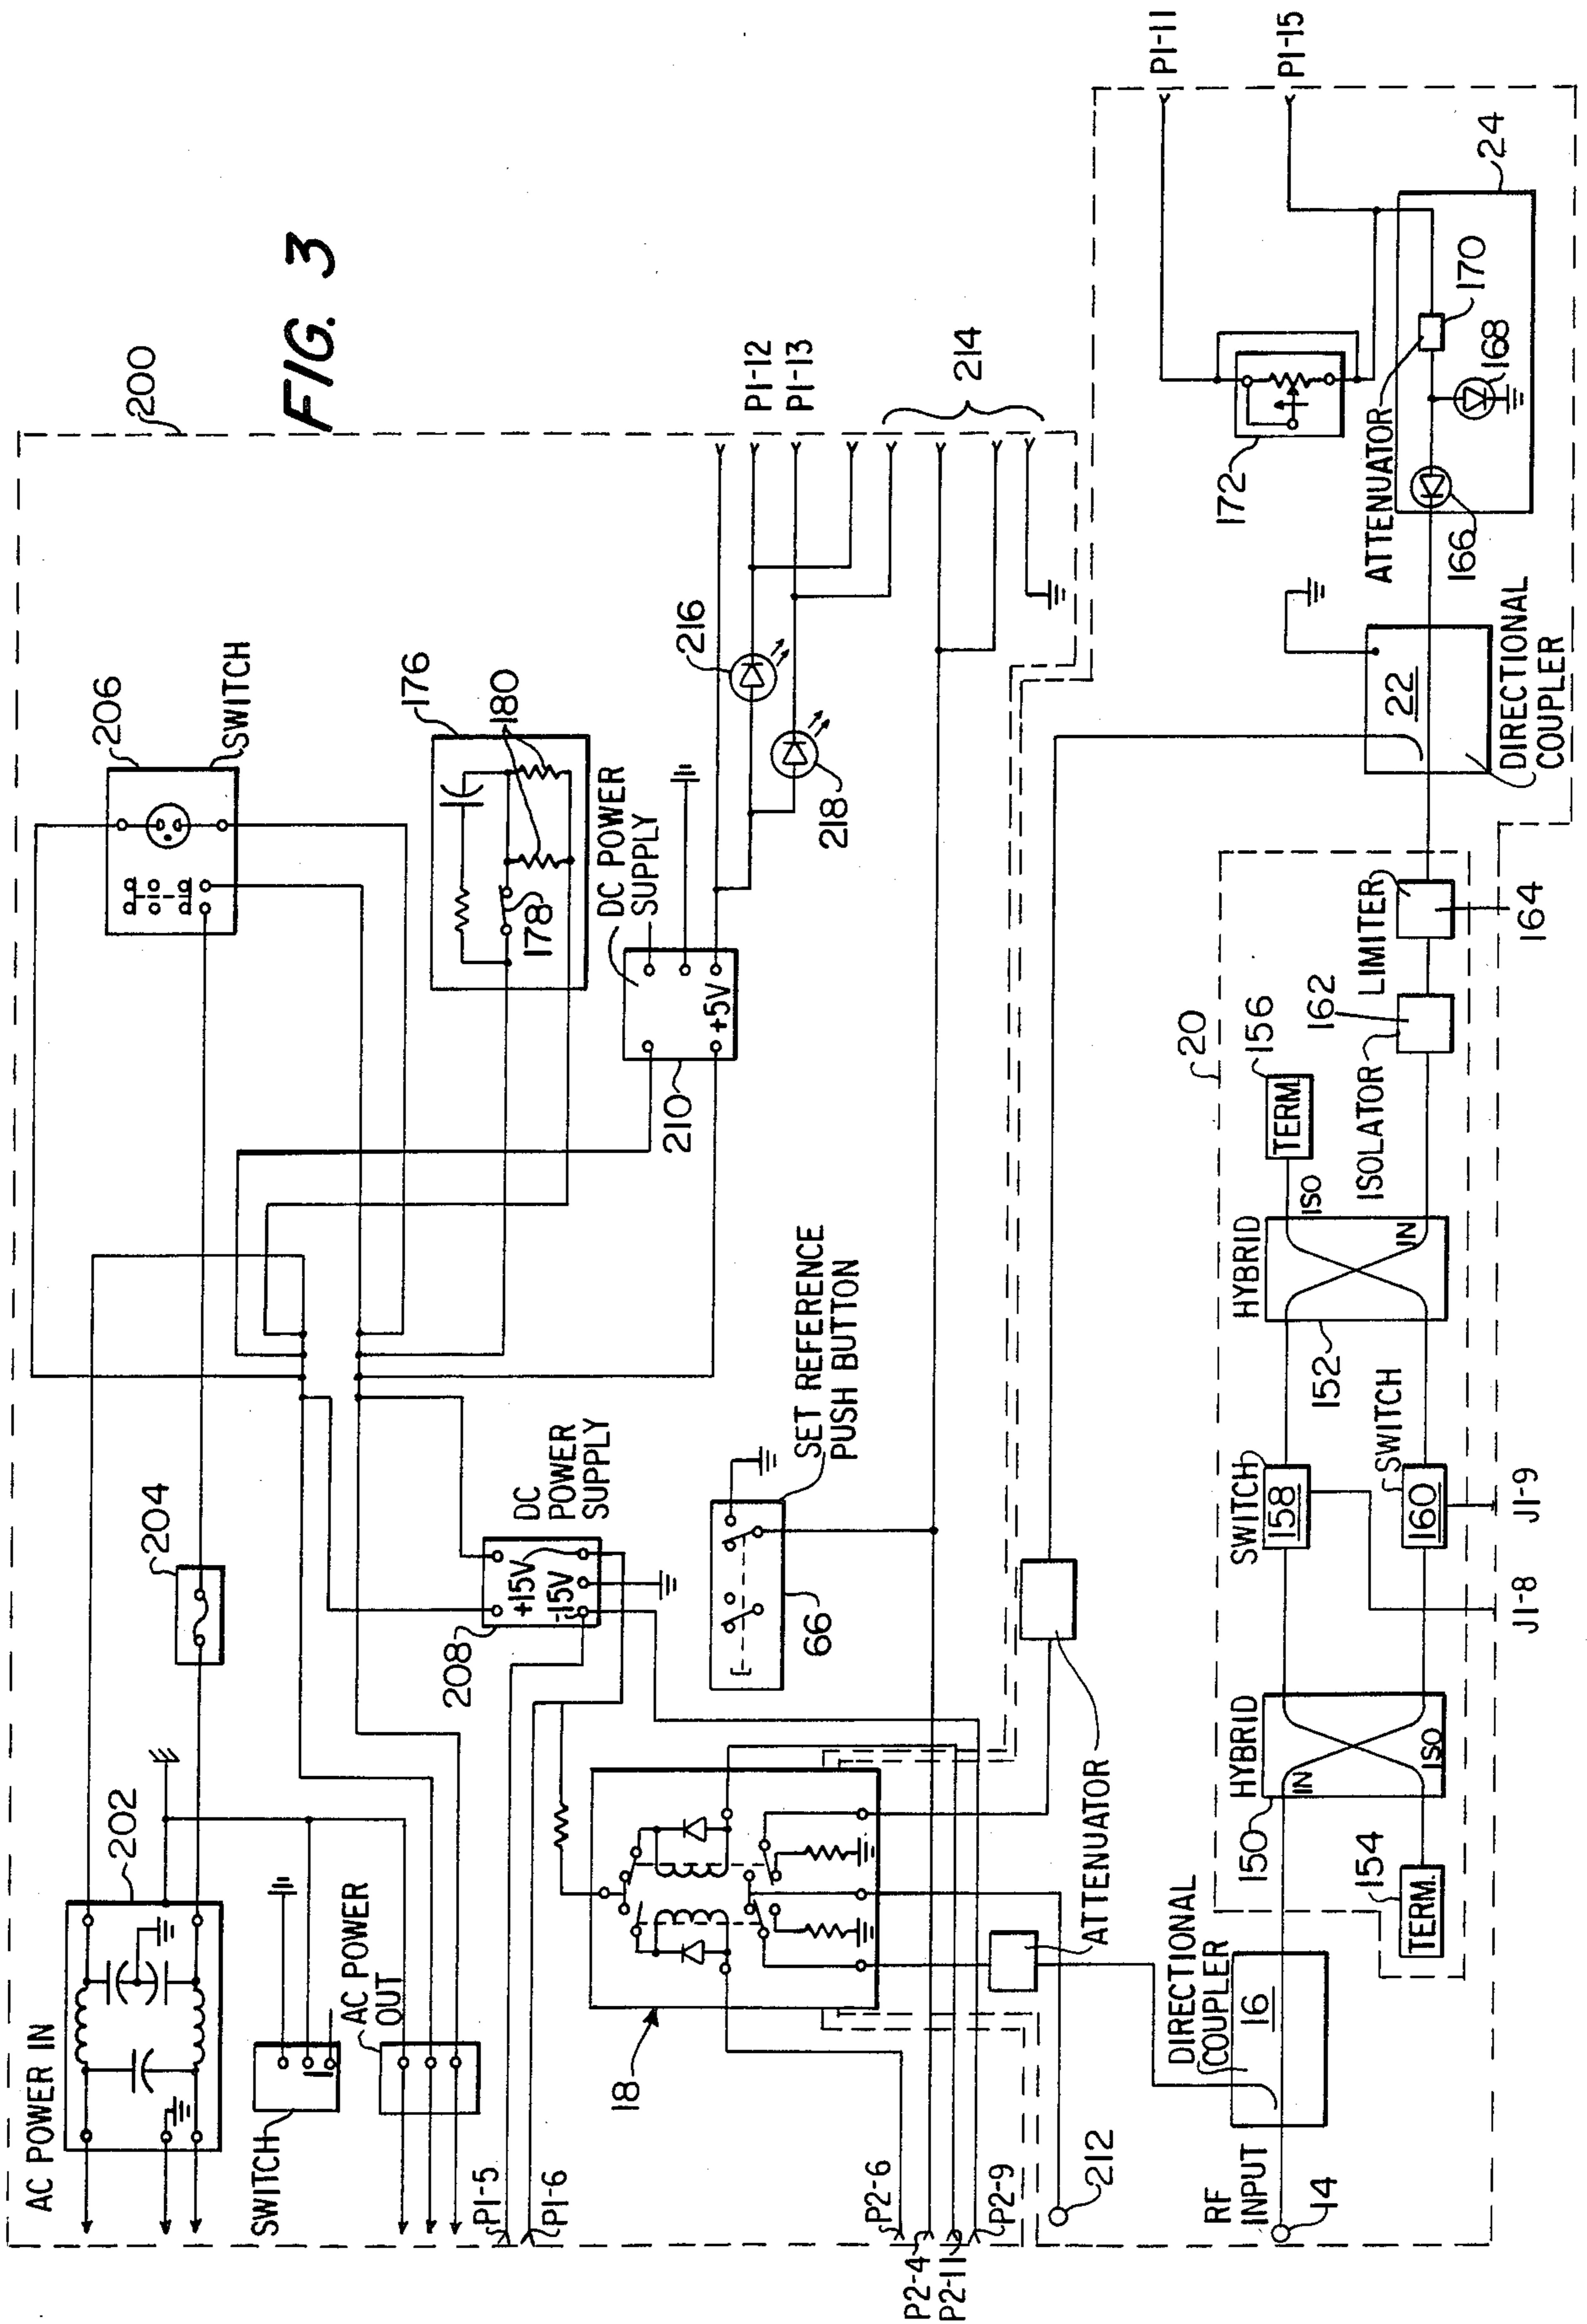 FIG. 3
200
AC POWER IN
202
204
206
SWITCH
SWITCH
AC POWER
OUT
176
180
178
DC POWER
SUPPLY
+5V
210
DC
POWER
SUPPLY
+15V
-15V
208
216
218
P1-12
P1-13
214
P1-5
P1-6
SET REFERENCE
PUSH BUTTON
66
18
P2-6
P2-4
P2-11
P2-9
212
ATTENUATOR
P1-11
P1-15
172
ATTENUATOR
170
168
166
24
22
DIRECTIONAL
COUPLER
RF
INPUT
14
DIRECTIONAL
COUPLER
16
154
TERM.
150
HYBRID
IN
ISO
SWITCH
158
SWITCH
160
J1-8
J1-9
HYBRID
152
ISO
IN
TERM.
156
20
ISOLATOR
162
LIMITER
164